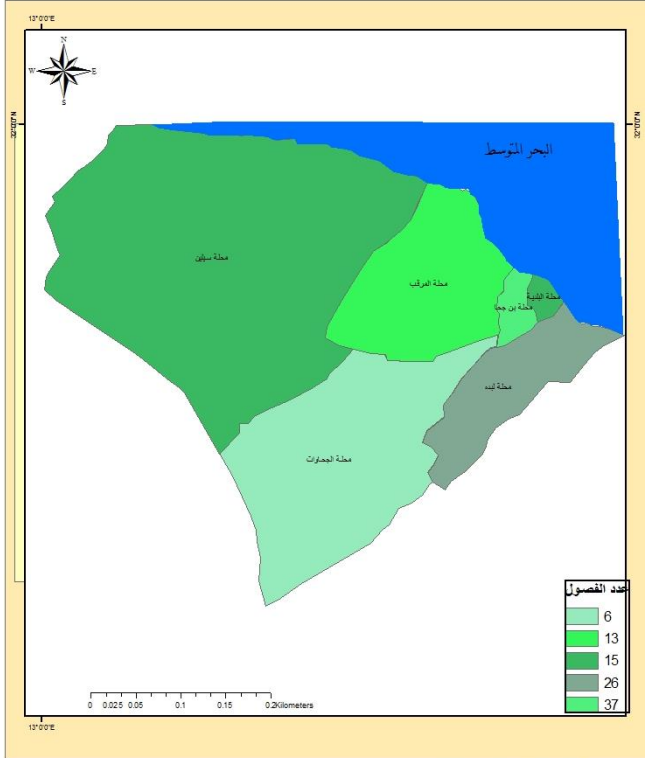 13°0'0"E
N
W E
S
32°0'0"N
32°0'0"N
البحر المتوسط
محلة سيلين
محلة المرقب
محلة البلدية
محلة بن جحا
محلة لبده
محلة الجحاوات
عدد الفصول
6
13
15
26
37
0 0.025 0.05 0.1 0.15 0.2 Kilometers
13°0'0"E